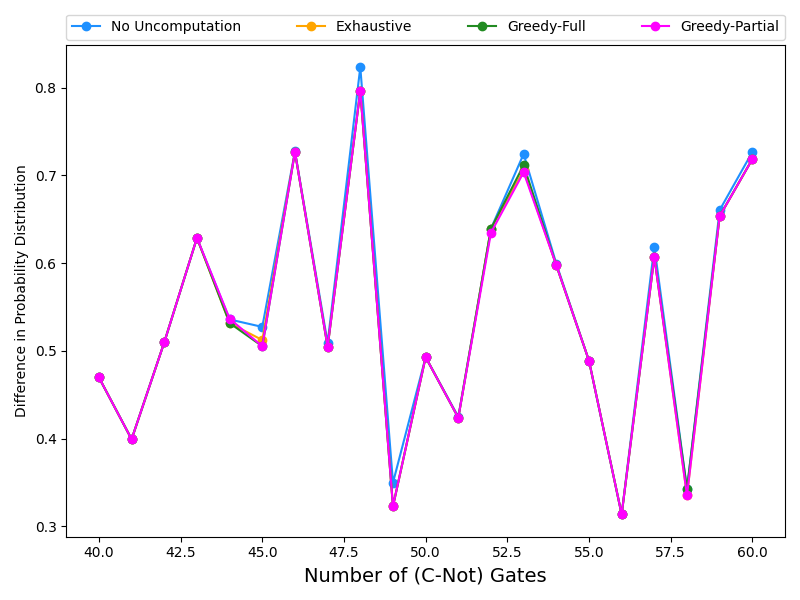 No Uncomputation Exhaustive Greedy-Full Greedy-Partial
Difference in Probability Distribution
0.8
0.7
0.6
0.5
0.4
0.3
40.0 42.5 45.0 47.5 50.0 52.5 55.0 57.5 60.0
Number of (C-Not) Gates